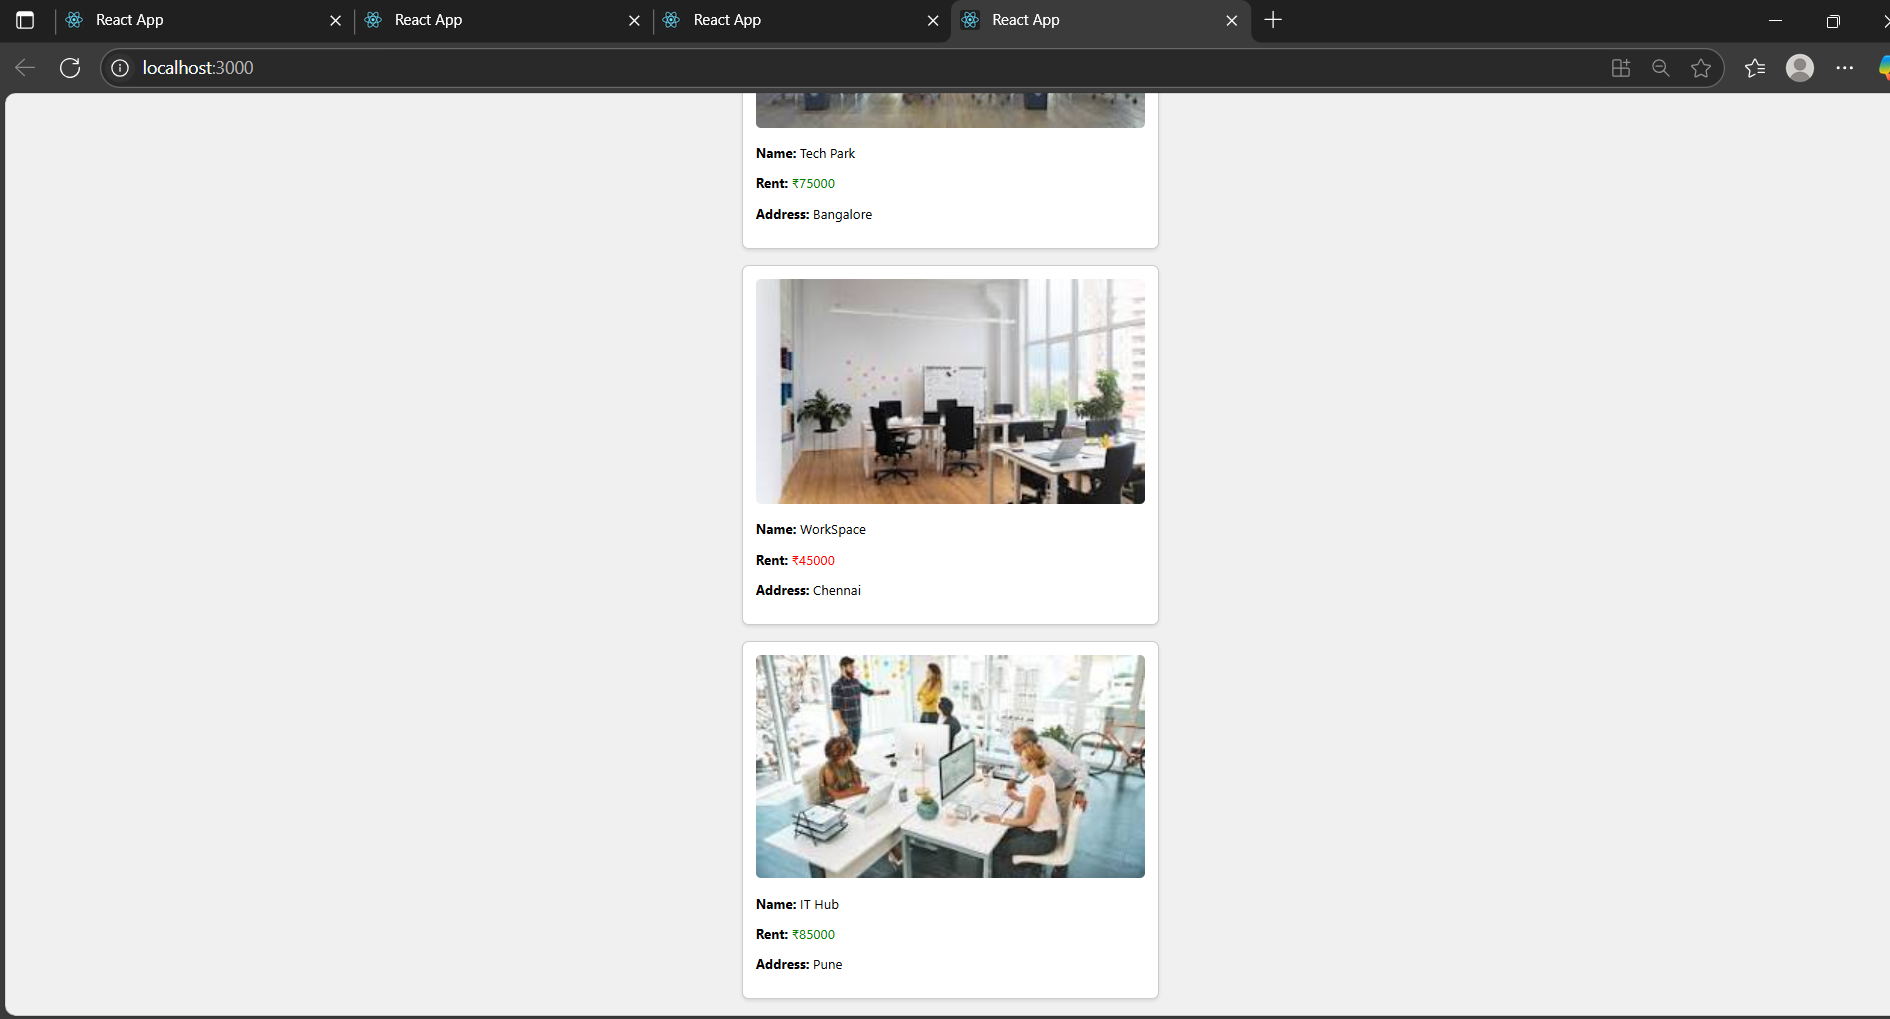 React App
React App
React App
React App
localhost:3000
Name: Tech Park
Rent: ₹75000
Address: Bangalore
Name: WorkSpace
Rent: ₹45000
Address: Chennai
Name: IT Hub
Rent: ₹85000
Address: Pune